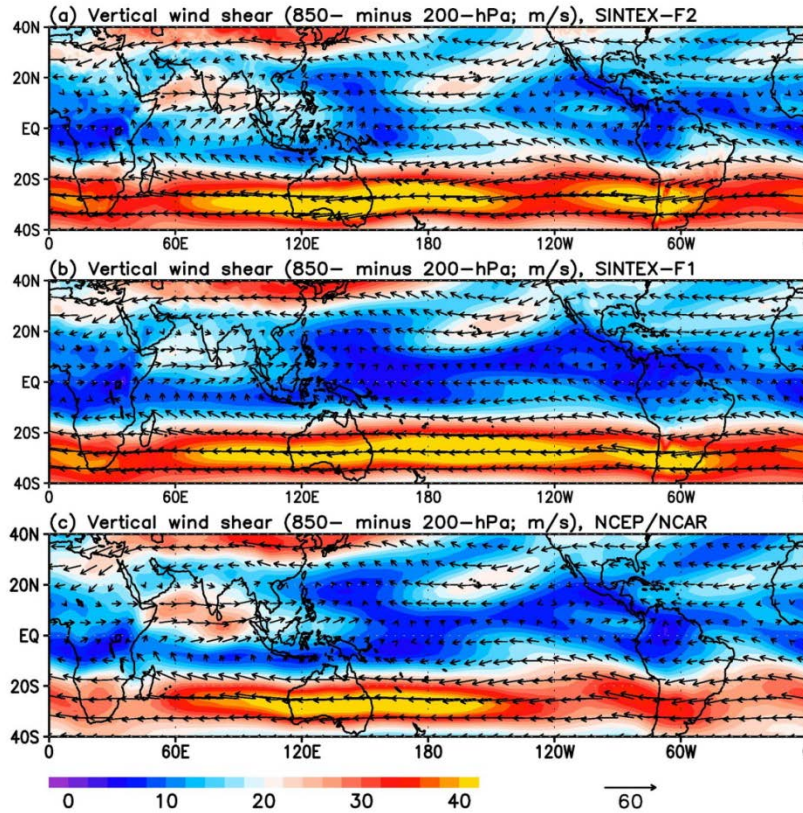 (a) Vertical wind shear (850- minus 200-hPa; m/s), SINTEX-F2
40N
20N
EQ
20S
40S
0 60E 120E 180 120W 60W 0
(b) Vertical wind shear (850- minus 200-hPa; m/s), SINTEX-F1
40N
20N
EQ
20S
40S
0 60E 120E 180 120W 60W 0
(c) Vertical wind shear (850- minus 200-hPa; m/s), NCEP/NCAR
40N
20N
EQ
20S
40S
0 60E 120E 180 120W 60W 0
0 10 20 30 40 60